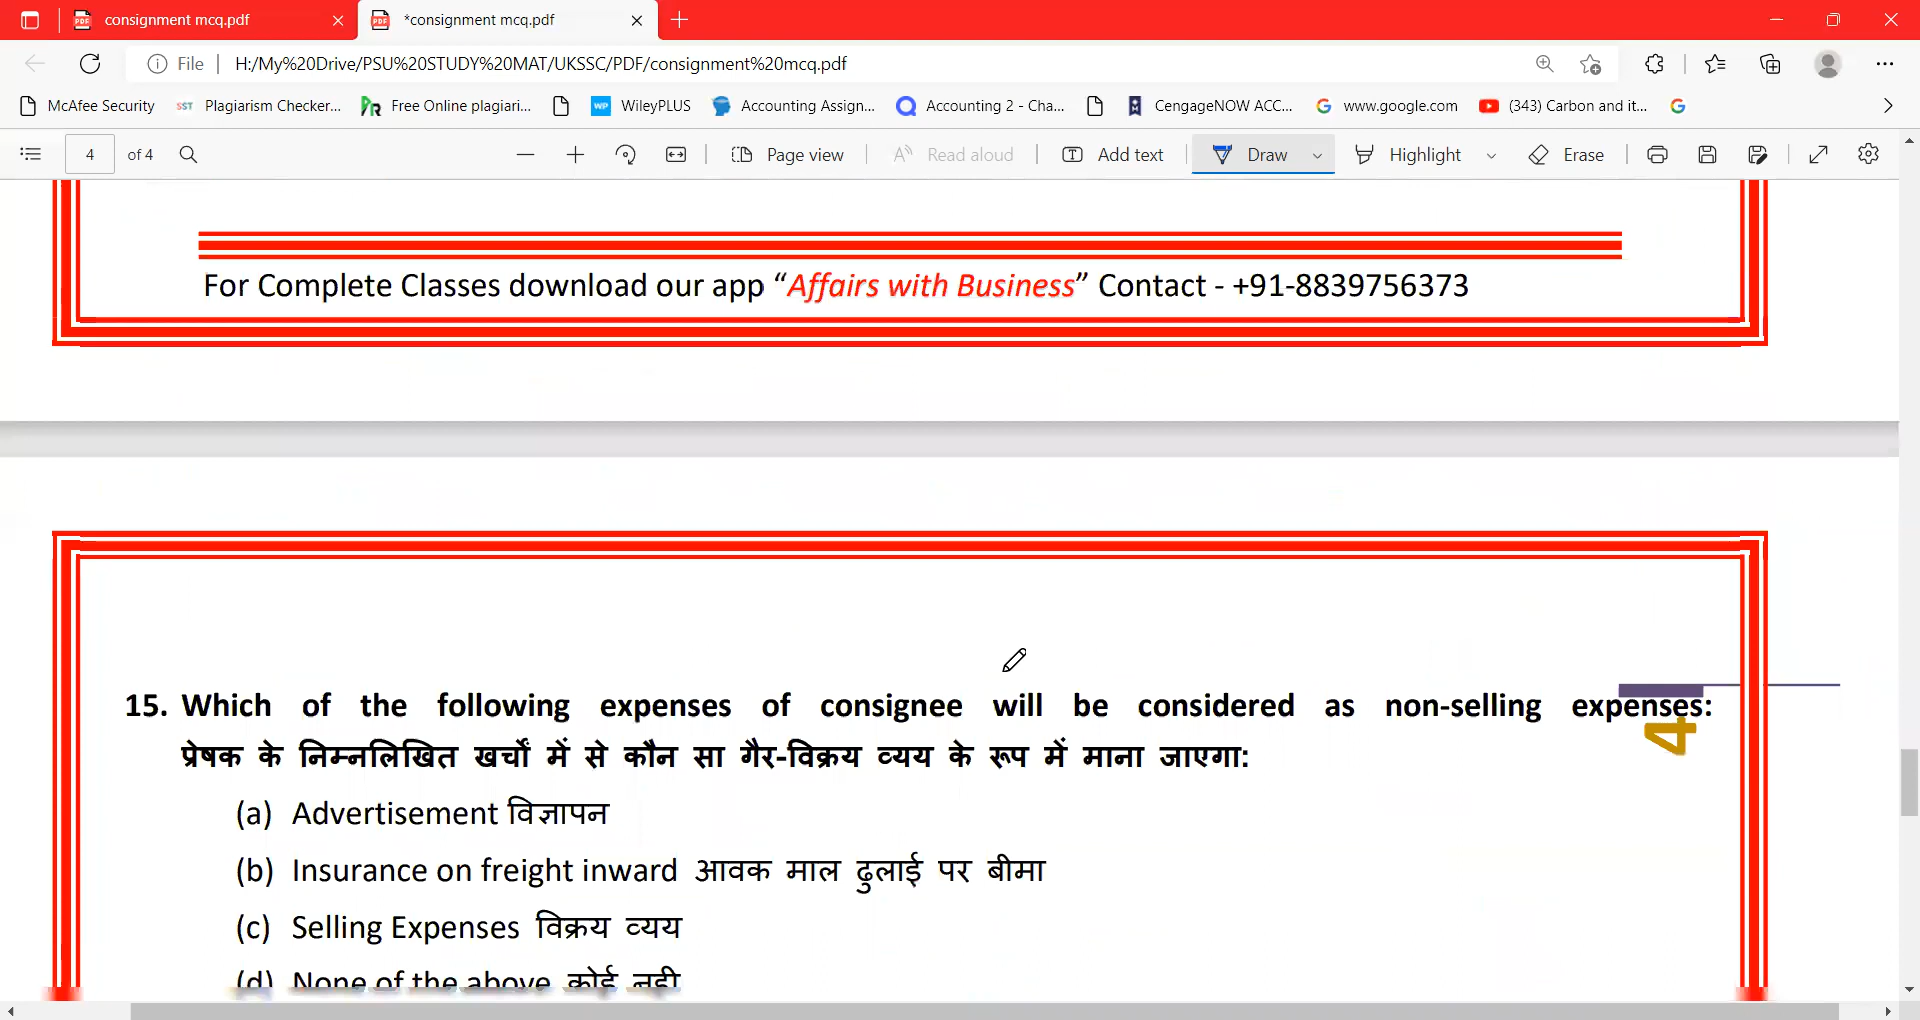 consignment mcq.pdf
*consignment mcq.pdf
File
H:/My%20Drive/PSU%20STUDY%20MAT/UKSSC/PDF/consignment%20mcq.pdf
McAfee Security
SST
Plagiarism Checker...
Free Online plagiari...
WP
WileyPLUS
Accounting Assign...
Accounting 2 - Cha...
CengageNOW ACC...
www.google.com
(343) Carbon and it...
4
of 4
Page view
Read aloud
Add text
Draw
Highlight
Erase
For Complete Classes download our app “Affairs with Business” Contact - +91-8839756373
15. Which of the following expenses of consignee will be considered as non-selling expenses:
4
प्रेषक के निम्नलिखित खर्चों में से कौन सा गैर-विक्रय व्यय के रूप में माना जाएगा:
(a) Advertisement विज्ञापन
(b) Insurance on freight inward आवक माल ढुलाई पर बीमा
(c) Selling Expenses विक्रय व्यय
(d) None of the above कोई नही